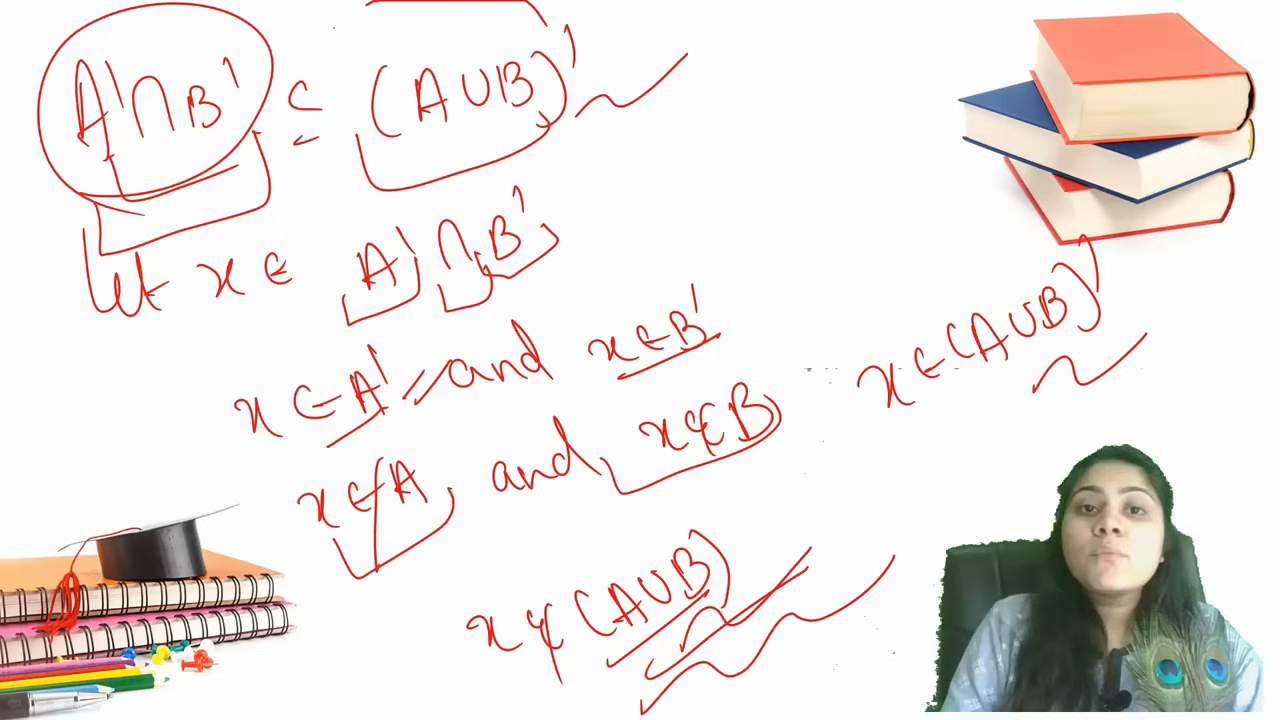 A'∩B' ⊆ (A∪B)'
let x ∈ A' ∩ B'
x ∈ A' and x ∈ B'
x ∉ A and x ∉ B
x ∉ (A∪B)
x ∈ (A∪B)'